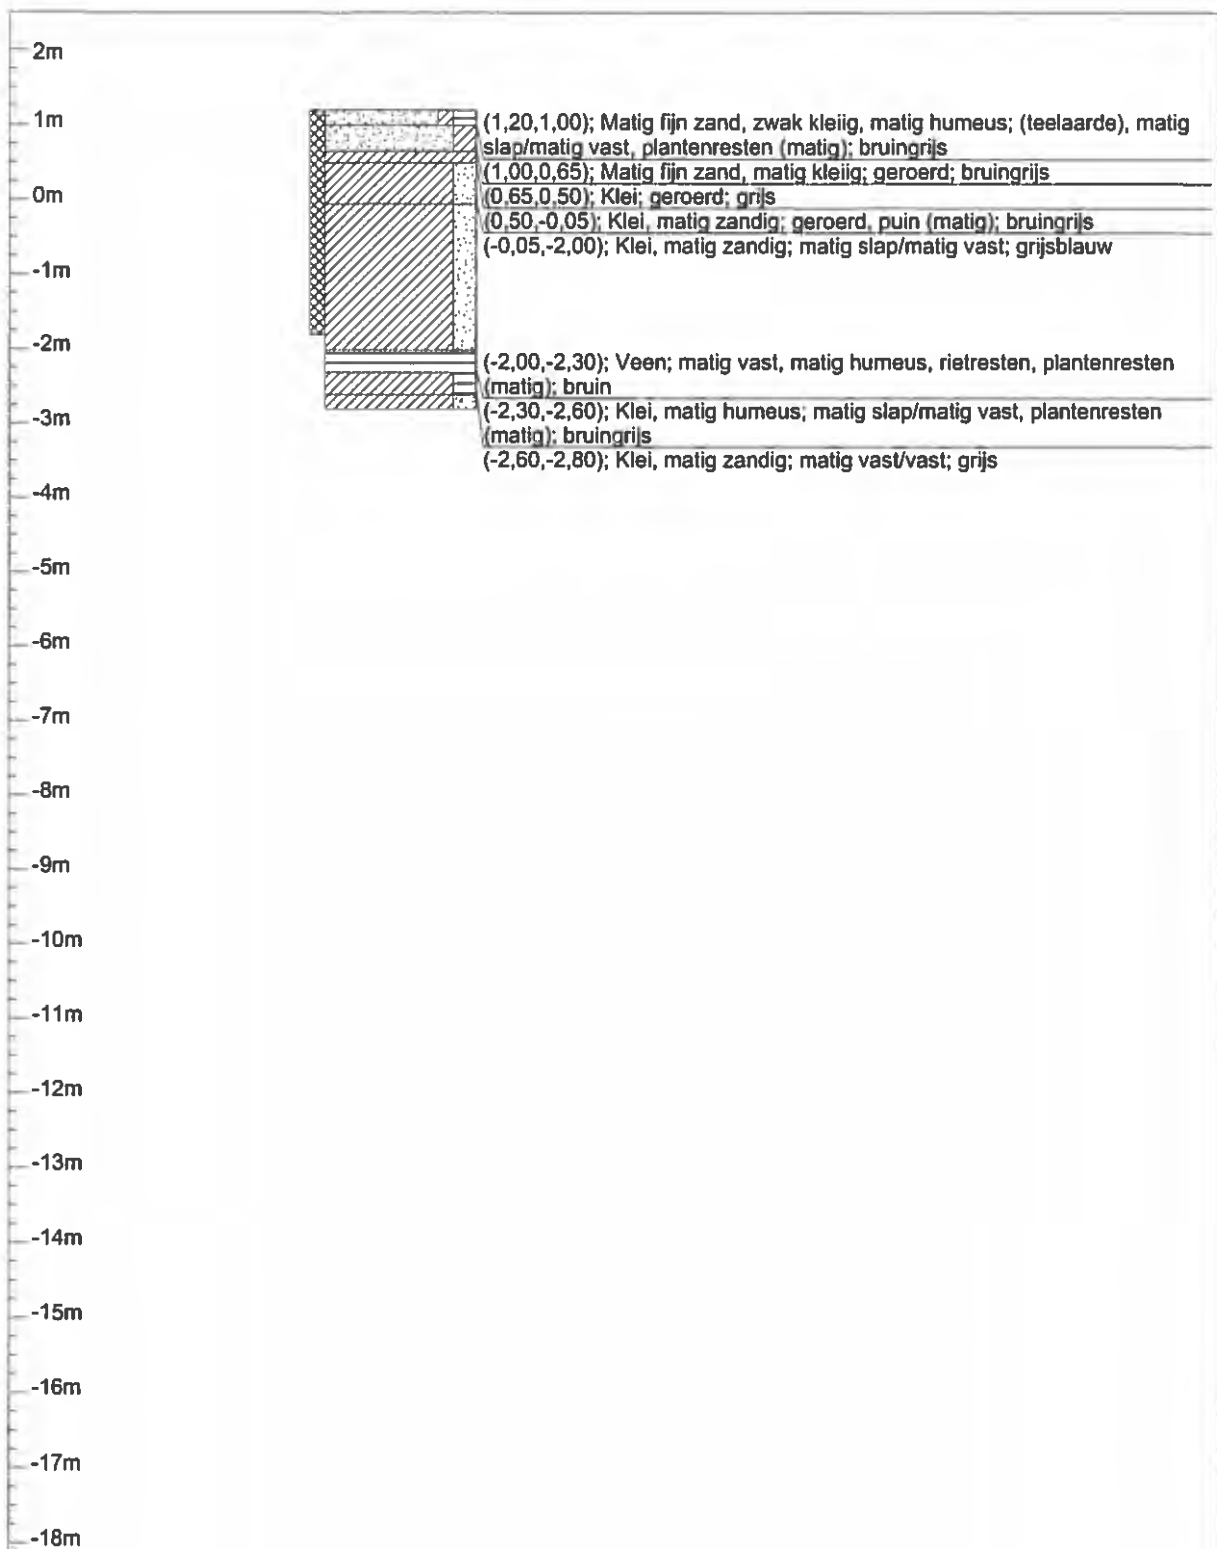 2m
1m
0m
-1m
-2m
-3m
-4m
-5m
-6m
-7m
-8m
-9m
-10m
-11m
-12m
-13m
-14m
-15m
-16m
-17m
-18m
(1,20,1,00); Matig fijn zand, zwak kleiig, matig humeus; (teelaarde), matig
slap/matig vast, plantenresten (matig); bruingrijs
(1,00,0,65); Matig fijn zand, matig kleiig; geroerd; bruingrijs
(0,65,0,50); Klei; geroerd; grijs
(0,50,-0,05); Klei, matig zandig; geroerd, puin (matig); bruingrijs
(-0,05,-2,00); Klei, matig zandig; matig slap/matig vast; grijsblauw
(-2,00,-2,30); Veen; matig vast, matig humeus, rietresten, plantenresten
(matig); bruin
(-2,30,-2,60); Klei, matig humeus; matig slap/matig vast, plantenresten
(matig); bruingrijs
(-2,60,-2,80); Klei, matig zandig; matig vast/vast; grijs